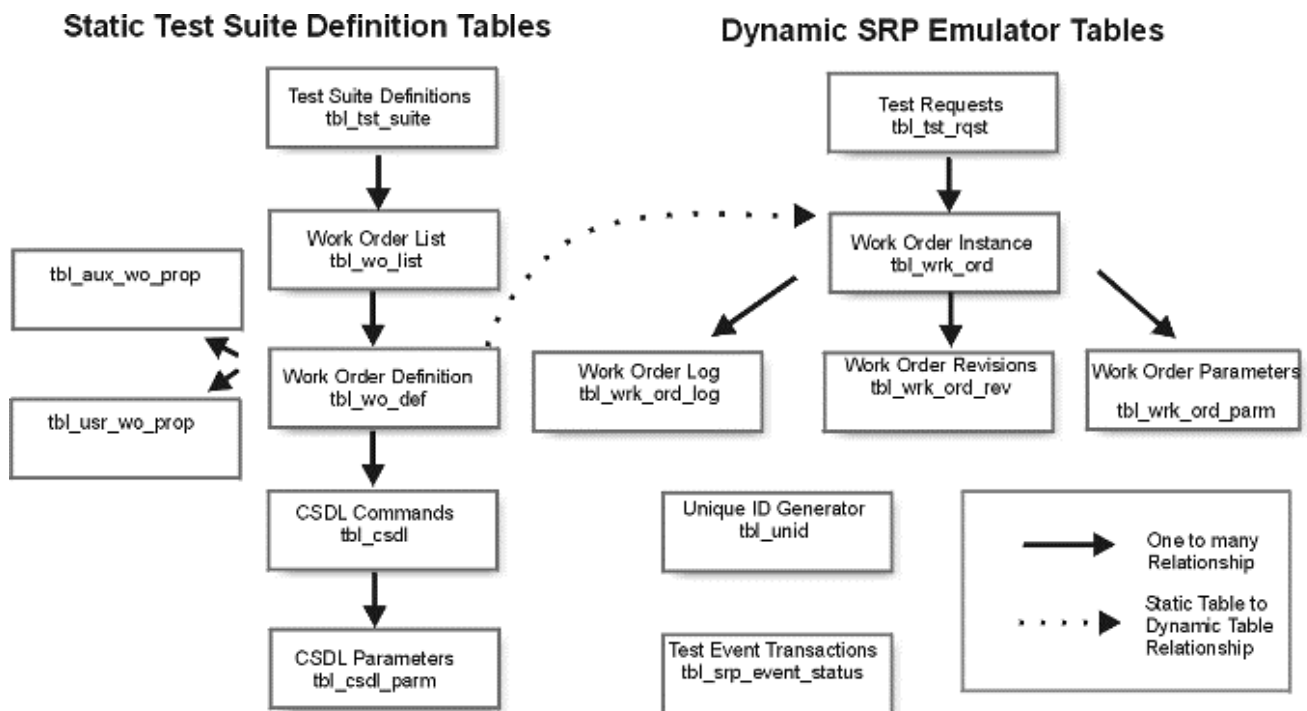 Static Test Suite Definition Tables
Dynamic SRP Emulator Tables
Test Suite Definitions
tbl_tst_suite
Work Order List
tbl_wo_list
tbl_aux_wo_prop
Work Order Definition
tbl_wo_def
tbl_usr_wo_prop
CSDL Commands
tbl_csdl
CSDL Parameters
tbl_csdl_parm
Test Requests
tbl_tst_rqst
Work Order Instance
tbl_wrk_ord
Work Order Log
tbl_wrk_ord_log
Work Order Revisions
tbl_wrk_ord_rev
Work Order Parameters
tbl_wrk_ord_parm
Unique ID Generator
tbl_unid
Test Event Transactions
tbl_srp_event_status
One to many
Relationship
Static Table to
Dynamic Table
Relationship